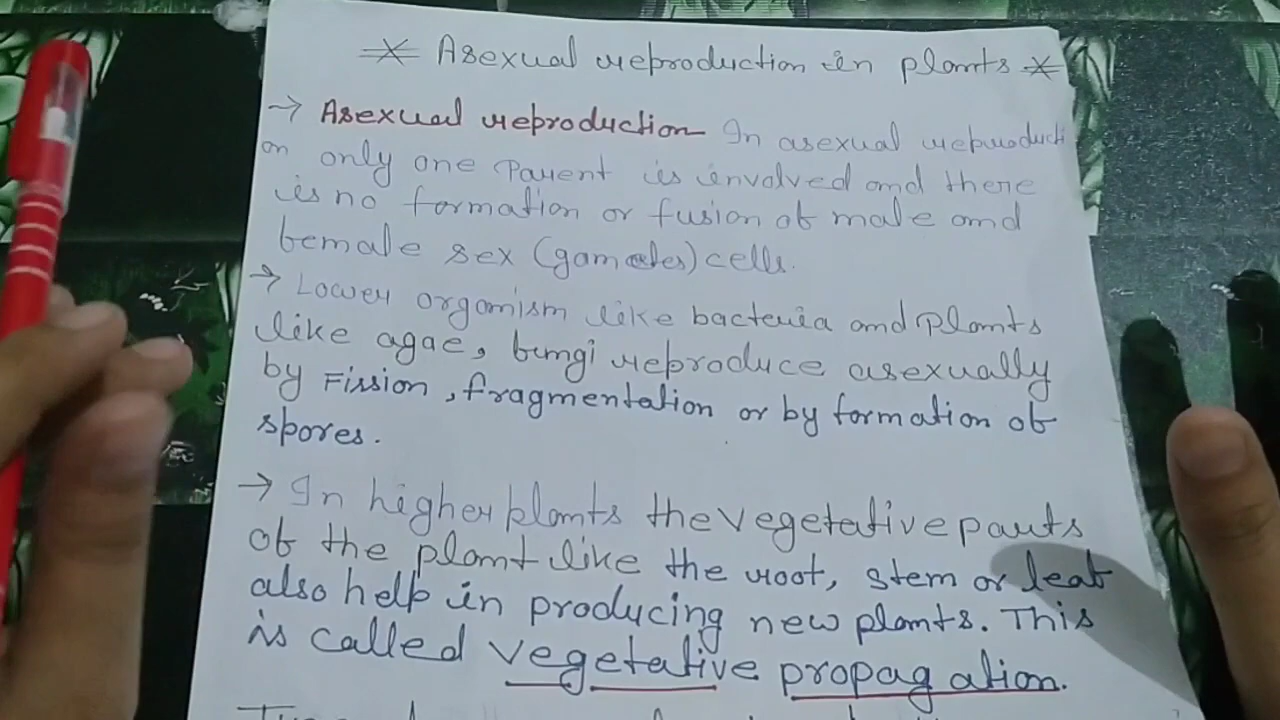 * Asexual reproduction in plants *
→ Asexual reproduction In asexual reproducti
on only one Parent is involved and there
is no formation or fusion of male and
female sex (gametes) cells.
→ Lower organism like bacteria and plants
like agae, fungi reproduce asexually
by Fission, fragmentation or by formation of
spores.
→ In higher plants the vegetative parts
of the plant like the root, stem or leaf
also help in producing new plants. This
is called vegetative propagation.